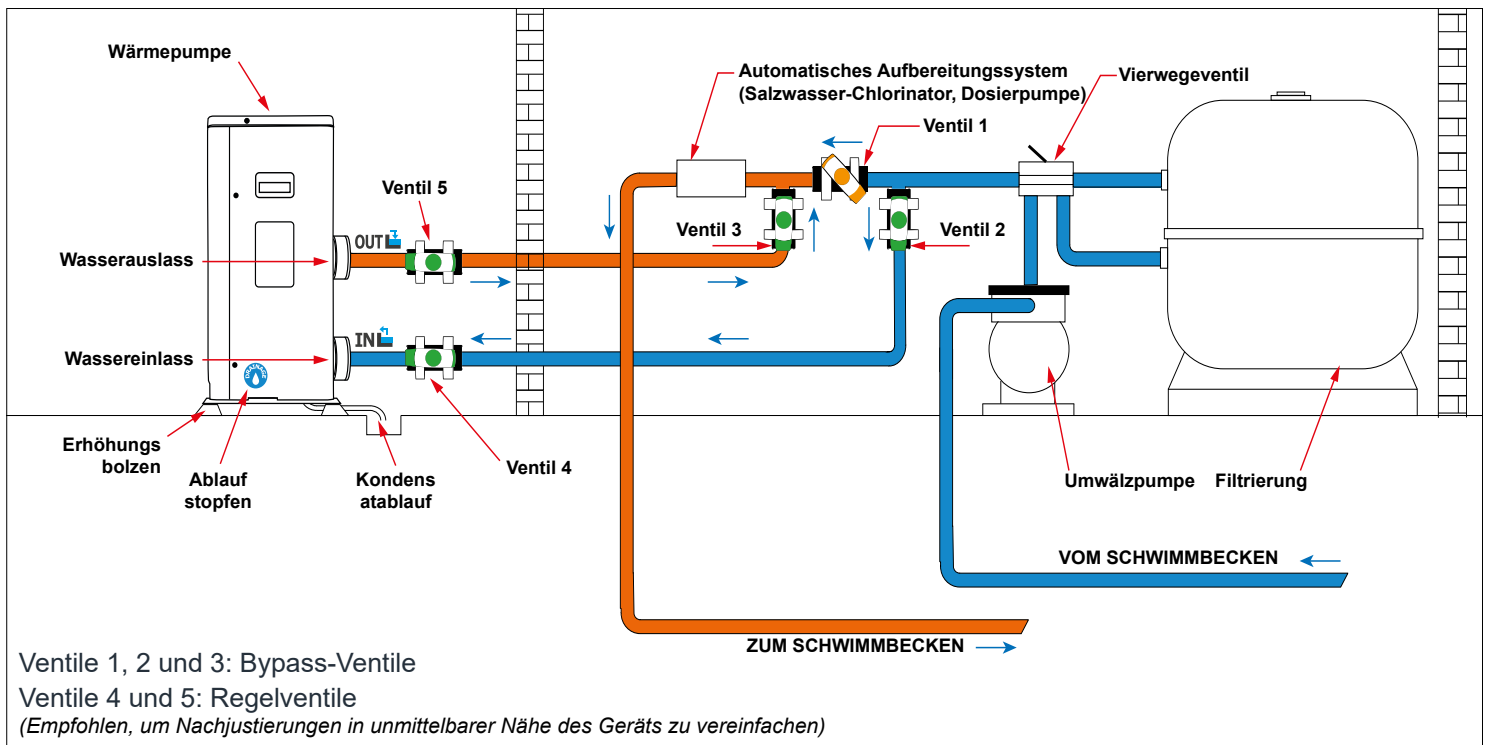 Wärmepumpe
Automatisches Aufbereitungssystem
(Salzwasser-Chlorinator, Dosierpumpe)
Vierwegeventil
Ventil 1
Ventil 5
Ventil 3
Ventil 2
OUT
Wasserauslass
IN
Wassereinlass
DRAINAGE
Erhöhungs
bolzen
Ablauf
stopfen
Kondens
atablauf
Ventil 4
Umwälzpumpe
Filtrierung
VOM SCHWIMMBECKEN
ZUM SCHWIMMBECKEN
Ventile 1, 2 und 3: Bypass-Ventile
Ventile 4 und 5: Regelventile
(Empfohlen, um Nachjustierungen in unmittelbarer Nähe des Geräts zu vereinfachen)